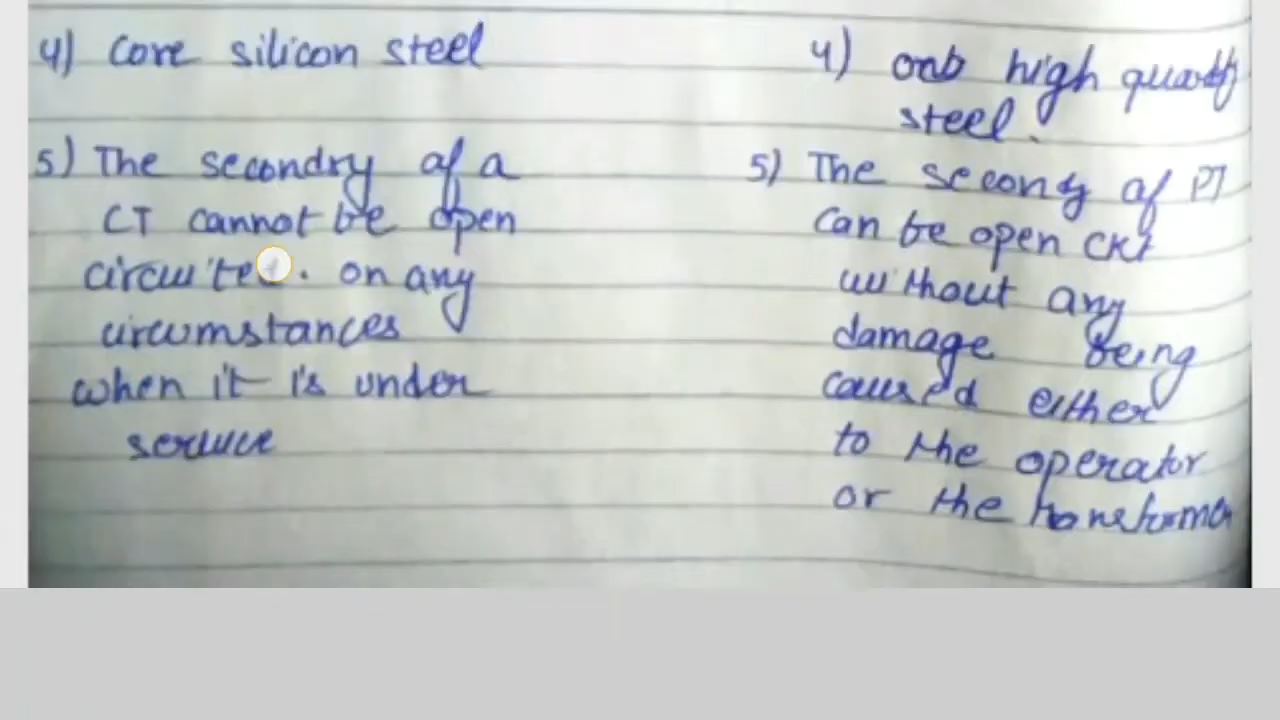 4) core silicon steel
5) The secondry of a
CT cannot be open
circuited. on any
circumstances
when it is under
service
4) high quality
steel.
5) The secondy of PT
can be open ckt
without any
damage being
caused either
to the operator
or the transformer